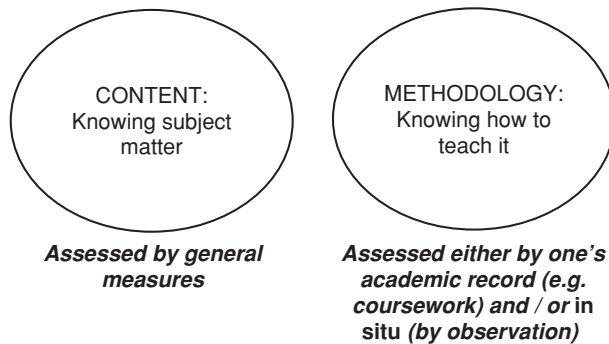 CONTENT:
Knowing subject
matter
METHODOLOGY:
Knowing how to
teach it
Assessed by general
measures
Assessed either by one's
academic record (e.g.
coursework) and / or in
situ (by observation)